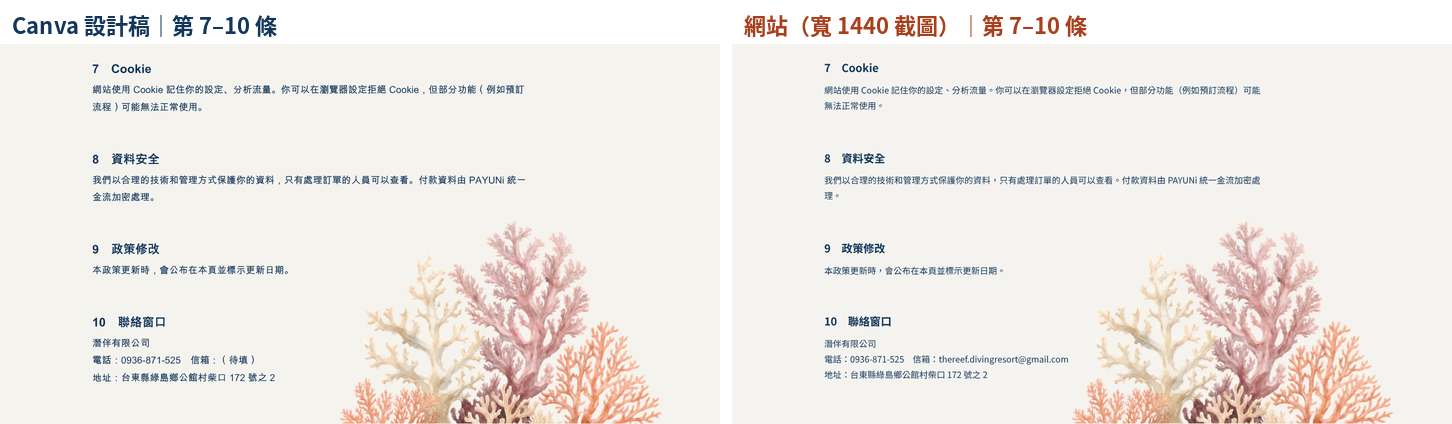 Canva 設計稿｜第 7–10 條
7 Cookie
網站使用 Cookie 記住你的設定、分析流量。你可以在瀏覽器設定拒絕 Cookie，但部分功能（例如預訂
流程）可能無法正常使用。
8 資料安全
我們以合理的技術和管理方式保護你的資料，只有處理訂單的人員可以查看。付款資料由 PAYUNi 統一
金流加密處理。
9 政策修改
本政策更新時，會公布在本頁並標示更新日期。
10 聯絡窗口
潛伴有限公司
電話：0936-871-525 信箱：（待填）
地址：台東縣綠島鄉公館村柴口 172 號之 2
網站（寬 1440 截圖）｜第 7–10 條
7 Cookie
網站使用 Cookie 記住你的設定、分析流量。你可以在瀏覽器設定拒絕 Cookie，但部分功能（例如預訂流程）可能
無法正常使用。
8 資料安全
我們以合理的技術和管理方式保護你的資料，只有處理訂單的人員可以查看。付款資料由 PAYUNi 統一金流加密處
理。
9 政策修改
本政策更新時，會公布在本頁並標示更新日期。
10 聯絡窗口
潛伴有限公司
電話：0936-871-525 信箱：thereef.divingresort@gmail.com
地址：台東縣綠島鄉公館村柴口 172 號之 2